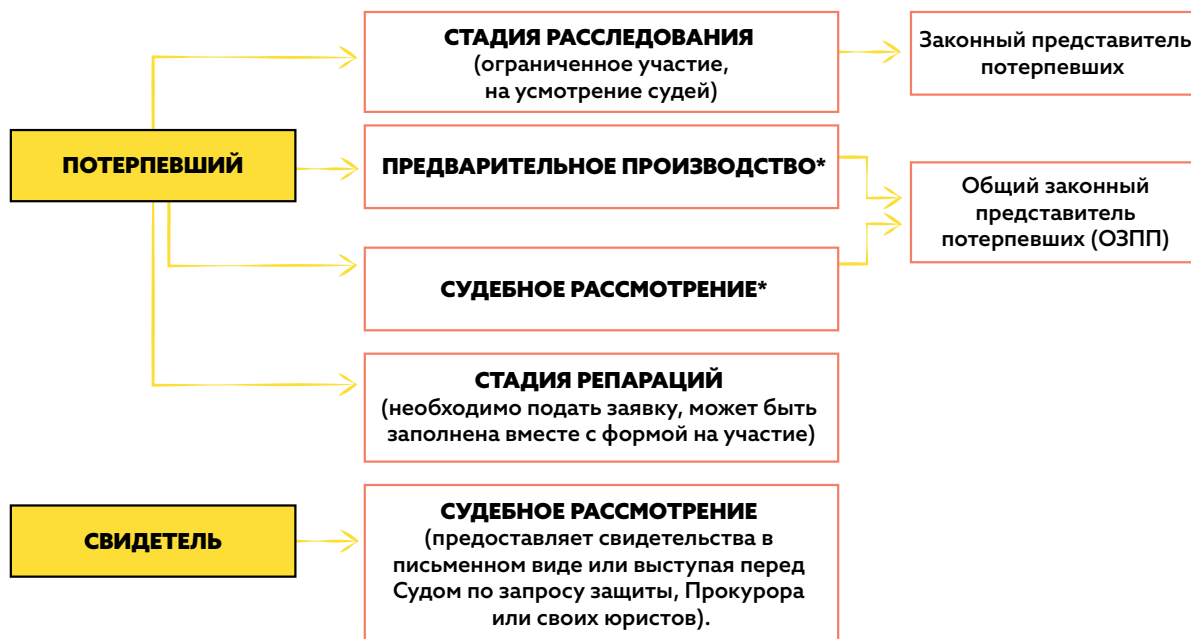 СТАДИЯ РАССЛЕДОВАНИЯ
(ограниченное участие,
на усмотрение судей)
Законный представитель
потерпевших
ПОТЕРПЕВШИЙ
ПРЕДВАРИТЕЛЬНОЕ ПРОИЗВОДСТВО*
Общий законный
представитель
потерпевших (ОЗПП)
СУДЕБНОЕ РАССМОТРЕНИЕ*
СТАДИЯ РЕПАРАЦИЙ
(необходимо подать заявку, может быть
заполнена вместе с формой на участие)
СВИДЕТЕЛЬ
СУДЕБНОЕ РАССМОТРЕНИЕ
(предоставляет свидетельства в
письменном виде или выступая перед
Судом по запросу защиты, Прокурора
или своих юристов).